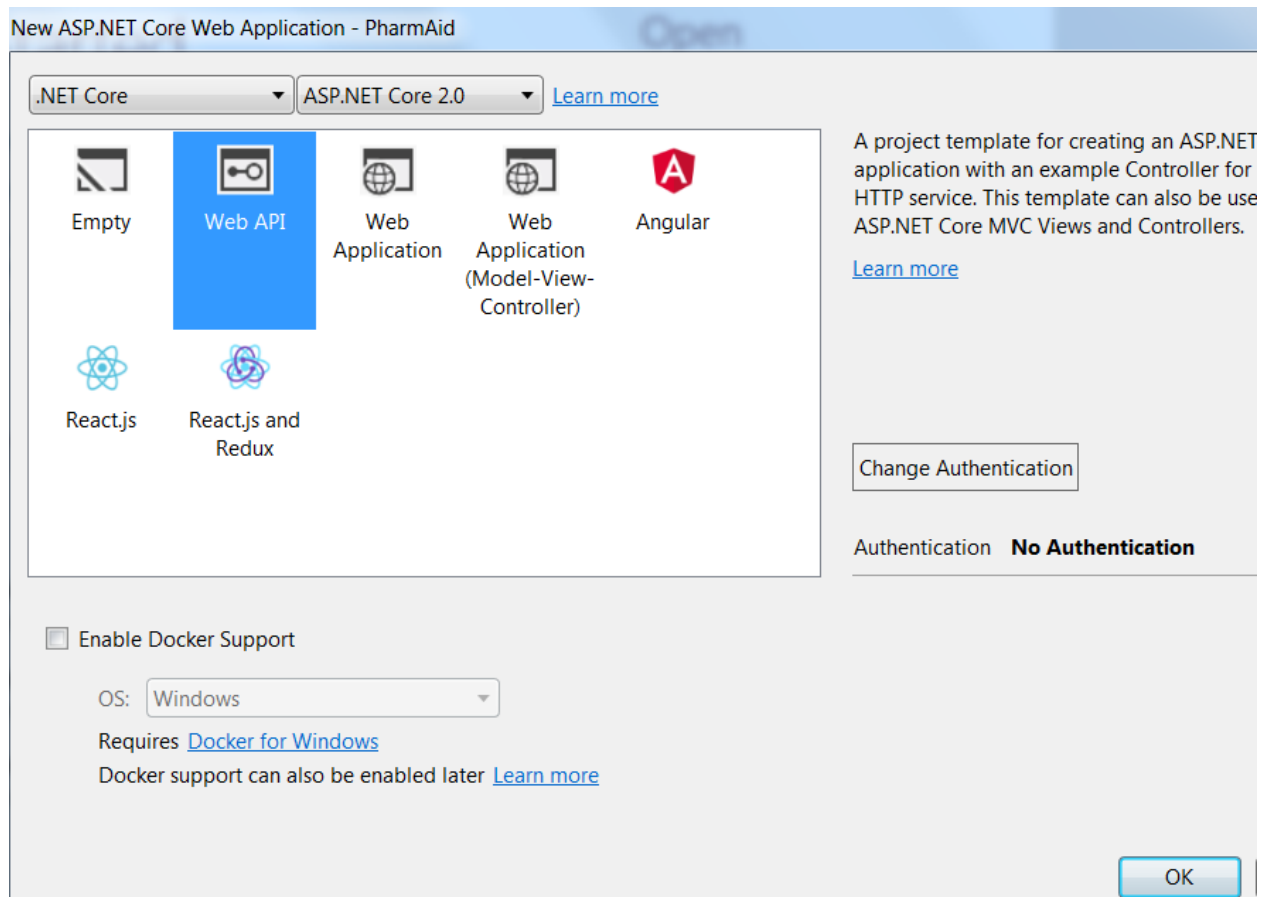 New ASP.NET Core Web Application - PharmAid
Open
.NET Core
ASP.NET Core 2.0
Learn more
Empty
Web API
Web
Application
Web
Application
(Model-View-
Controller)
Angular
React.js
React.js and
Redux
A project template for creating an ASP.NET
application with an example Controller for
HTTP service. This template can also be use
ASP.NET Core MVC Views and Controllers.
Learn more
Change Authentication
Authentication No Authentication
Enable Docker Support
OS: Windows
Requires Docker for Windows
Docker support can also be enabled later Learn more
OK